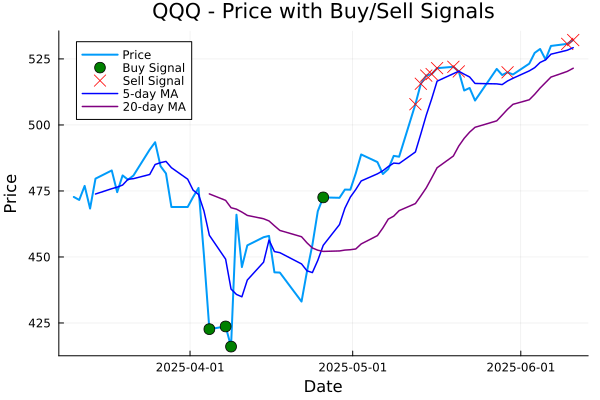 QQQ - Price with Buy/Sell Signals
Price
Buy Signal
Sell Signal
5-day MA
20-day MA
525
500
475
450
425
Price
2025-04-01 2025-05-01 2025-06-01
Date